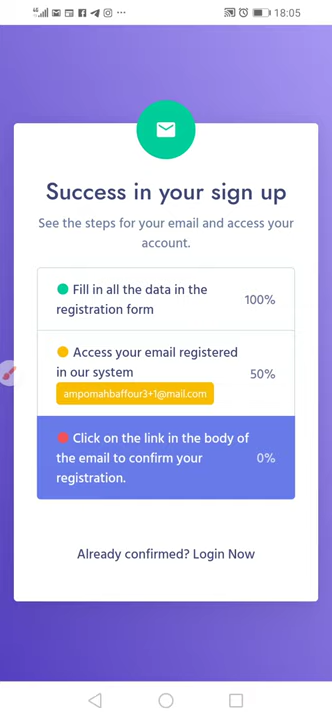 4G
18:05
Success in your sign up
See the steps for your email and access your
account.
Fill in all the data in the
registration form
100%
Access your email registered
in our system
50%
ampomahbaffour3+1@mail.com
Click on the link in the body of
the email to confirm your
registration.
0%
Already confirmed? Login Now